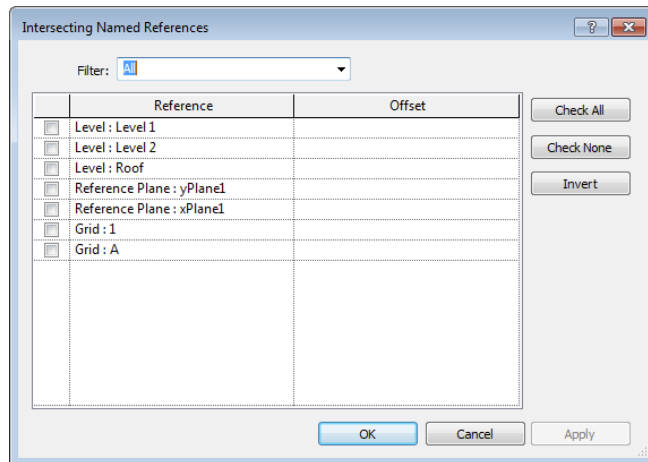 Intersecting Named References
Filter: All
Reference Offset
Level : Level 1
Level : Level 2
Level : Roof
Reference Plane : yPlane1
Reference Plane : xPlane1
Grid : 1
Grid : A
Check All
Check None
Invert
OK Cancel Apply